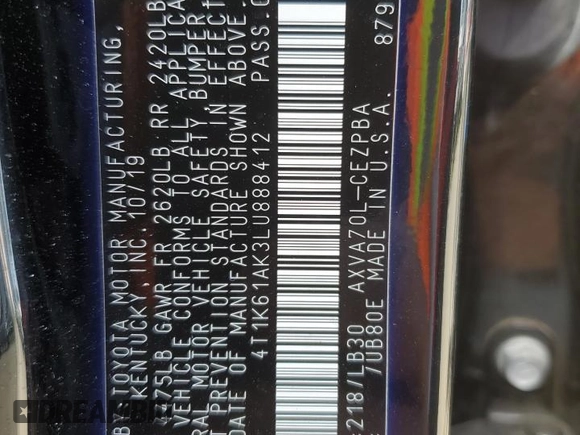 BY TOYOTA MOTOR MANUFACTURING,
KENTUCKY, INC. 10/19
75LB GAWR FR 2620LB RR 2420LB
VEHICLE CONFORMS TO ALL APPLICA
RAL MOTOR VEHICLE SAFETY, BUMPER
T PREVENTION STANDARDS IN EFFECT
DATE OF MANUFACTURE SHOWN ABOVE.
4T1K61AK3LU888412 PASS.C
218/LB30 AXVA70L-CEZPBA
7UB80E MADE IN U.S.A. 879
DREAMBID